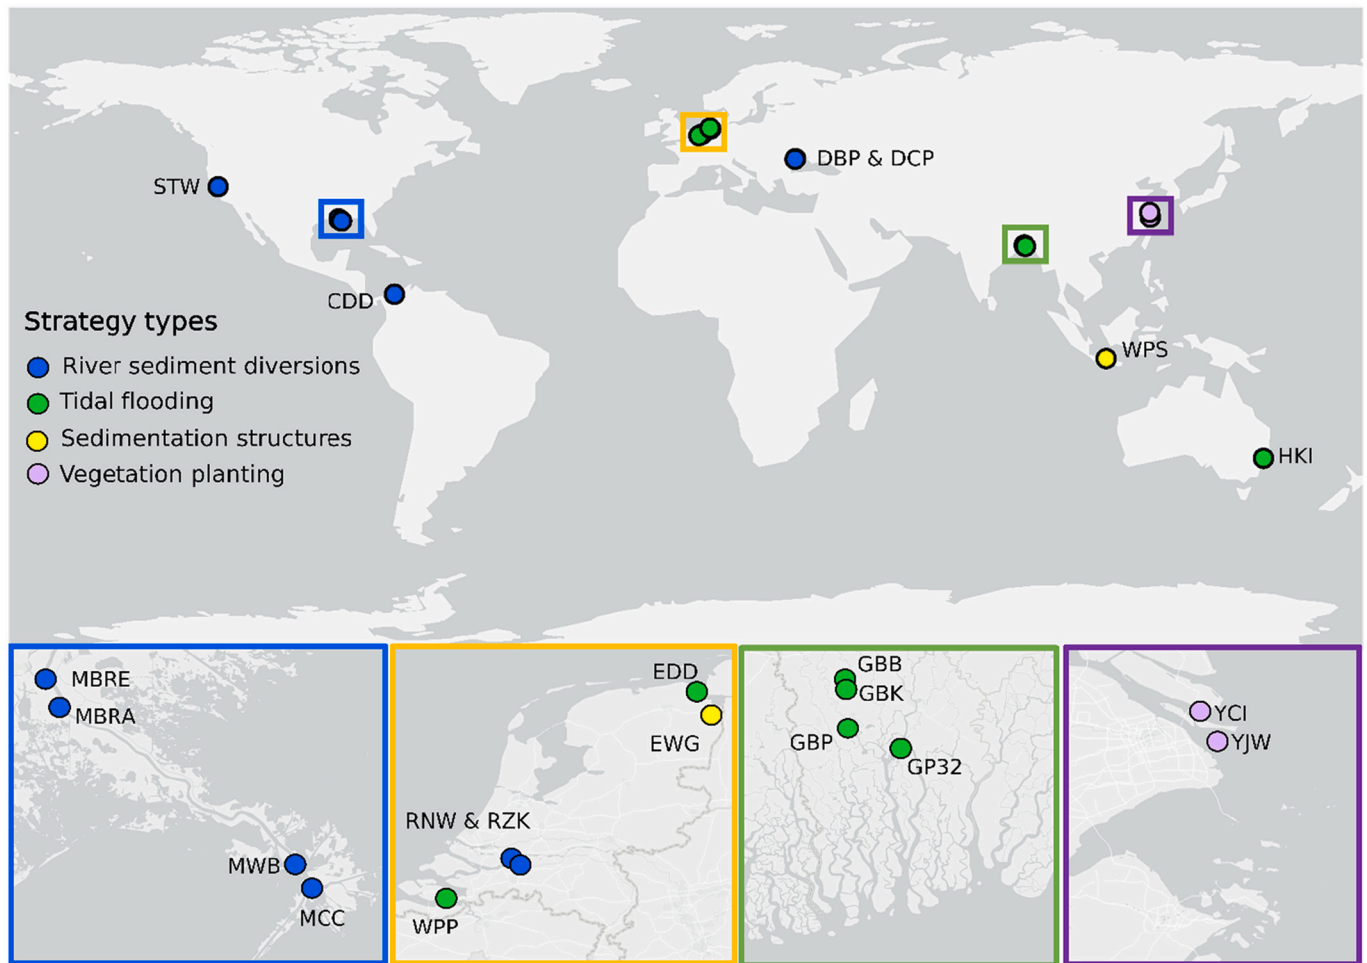 DBP & DCP
STW
CDD
Strategy types
River sediment diversions
WPS
Tidal flooding
Sedimentation structures
HKI
Vegetation planting
MBRE
MBRA
MWB
MCC
EDD
EWG
RNW & RZK
WPP
GBB
GBK
GBP
GP32
YCI
YJW